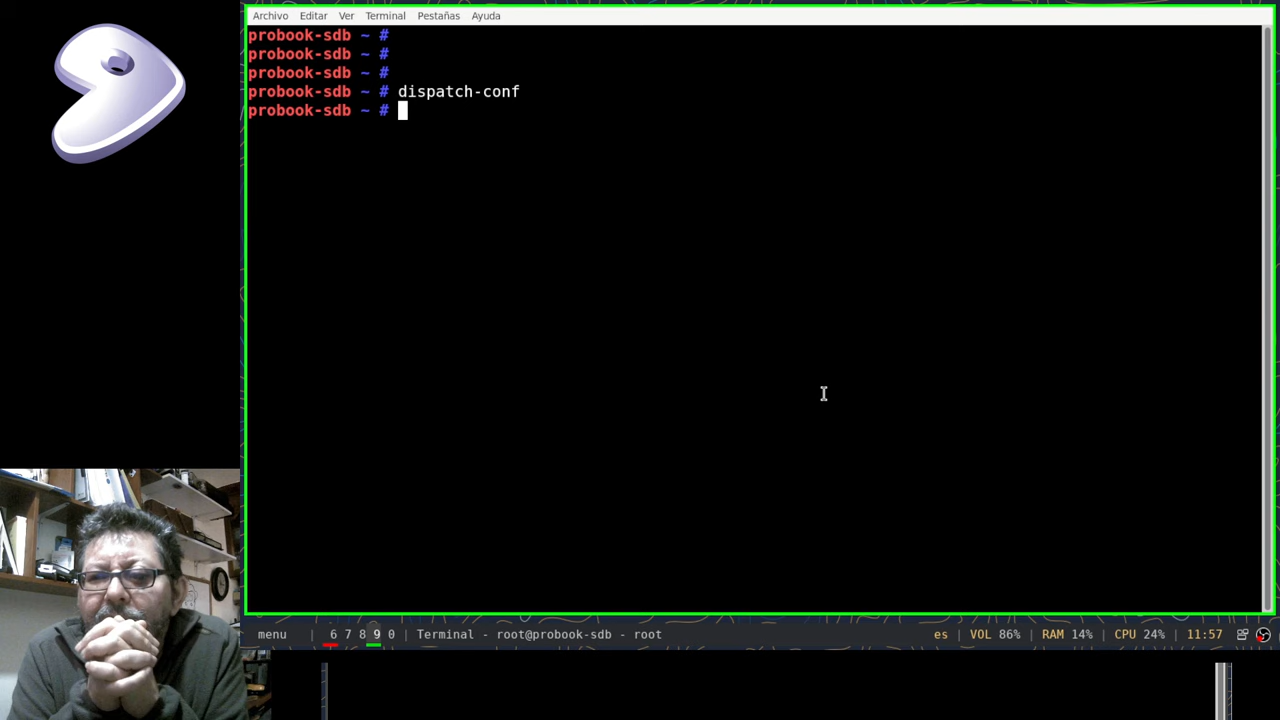 Archivo Editar Ver Terminal Pestañas Ayuda
probook-sdb ~ #
probook-sdb ~ #
probook-sdb ~ #
probook-sdb ~ # dispatch-conf
probook-sdb ~ #
menu | 6 7 8 9 0 | Terminal - root@probook-sdb - root es | VOL 86% | RAM 14% | CPU 24% | 11:57